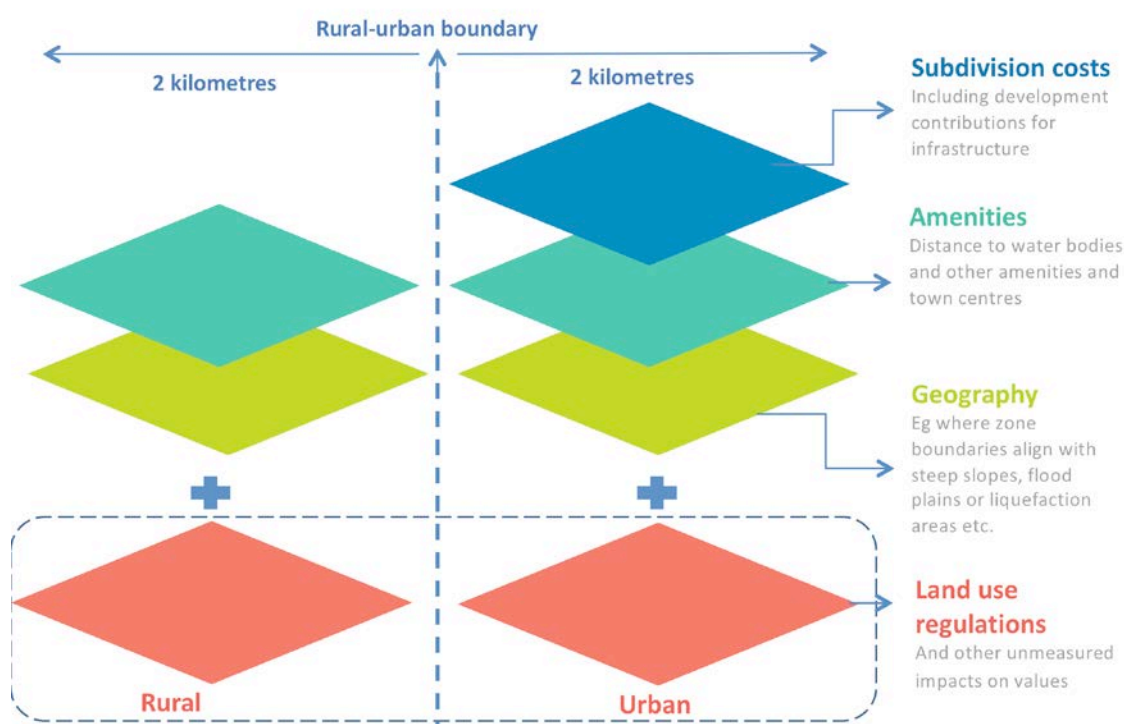 Rural-urban boundary
2 kilometres
2 kilometres
Subdivision costs
Including development
contributions for
infrastructure
Amenities
Distance to water bodies
and other amenities and
town centres
Geography
Eg where zone
boundaries align with
steep slopes, flood
plains or liquefaction
areas etc.
Land use
regulations
And other unmeasured
impacts on values
Rural
Urban